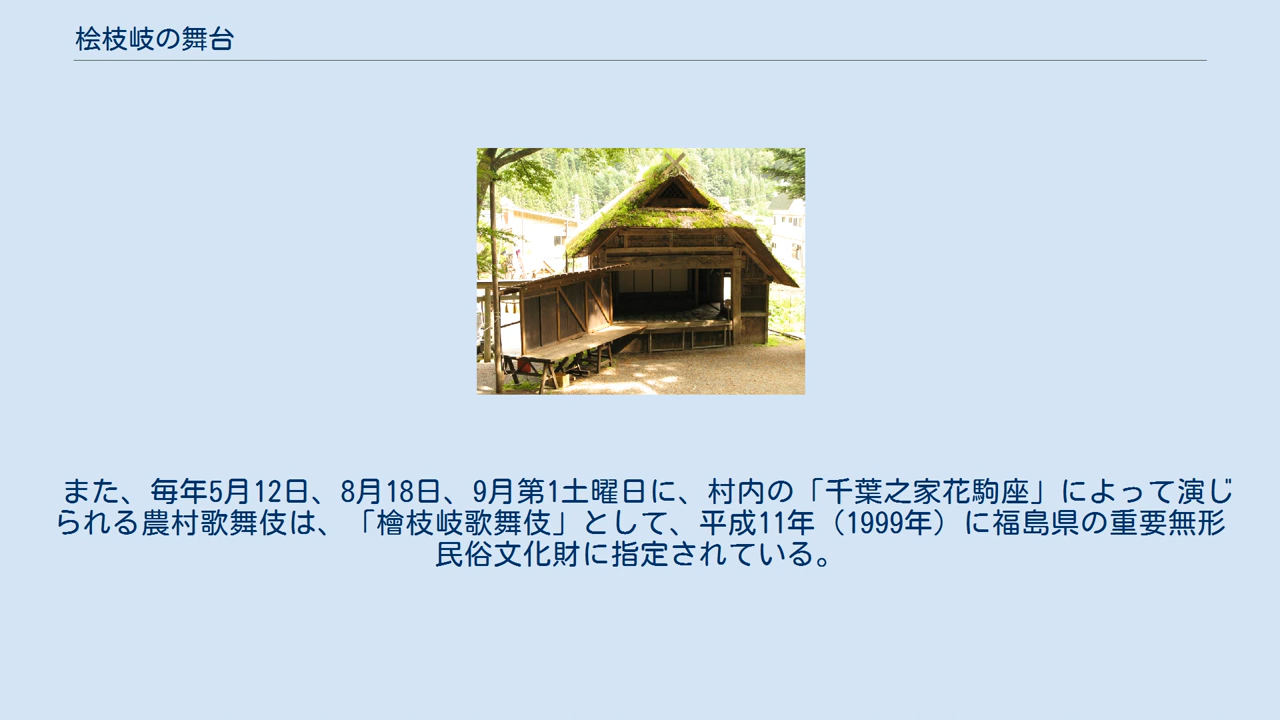 桧枝岐の舞台
また、毎年5月12日、8月18日、9月第1土曜日に、村内の「千葉之家花駒座」によって演じ
られる農村歌舞伎は、「檜枝岐歌舞伎」として、平成11年（1999年）に福島県の重要無形
民俗文化財に指定されている。